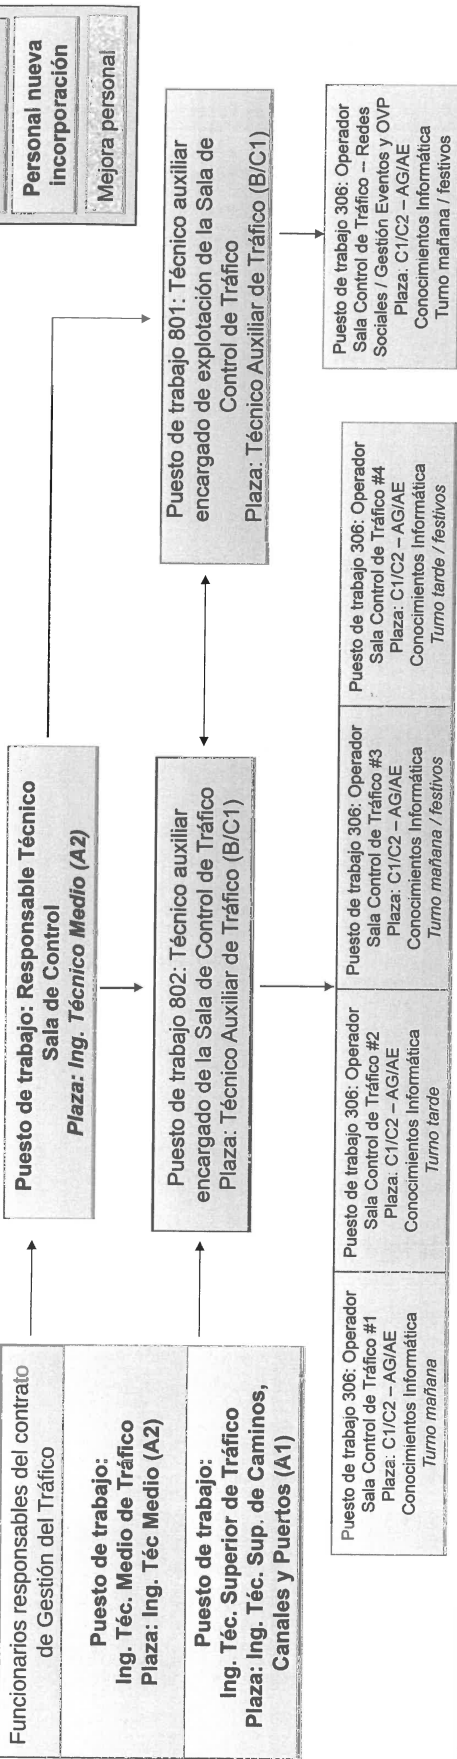 Personal nueva
incorporación
Mejora personal
Funcionarios responsables del contrato
de Gestión del Tráfico
Puesto de trabajo:
Ing. Téc. Medio de Tráfico
Plaza: Ing. Téc Medio (A2)
Puesto de trabajo:
Ing. Téc. Superior de Tráfico
Plaza: Ing. Téc. Sup. de Caminos,
Canales y Puertos (A1)
Puesto de trabajo: Responsable Técnico
Sala de Control
Plaza: Ing. Técnico Medio (A2)
Puesto de trabajo 802: Técnico auxiliar
encargado de la Sala de Control de Tráfico
Plaza: Técnico Auxiliar de Tráfico (B/C1)
Puesto de trabajo 801: Técnico auxiliar
encargado de explotación de la Sala de
Control de Tráfico
Plaza: Técnico Auxiliar de Tráfico (B/C1)
Puesto de trabajo 306: Operador
Sala Control de Tráfico #1
Plaza: C1/C2 – AG/AE
Conocimientos Informática
Turno mañana
Puesto de trabajo 306: Operador
Sala Control de Tráfico #2
Plaza: C1/C2 – AG/AE
Conocimientos Informática
Turno tarde
Puesto de trabajo 306: Operador
Sala Control de Tráfico #3
Plaza: C1/C2 – AG/AE
Conocimientos Informática
Turno mañana / festivos
Puesto de trabajo 306: Operador
Sala Control de Tráfico #4
Plaza: C1/C2 – AG/AE
Conocimientos Informática
Turno tarde / festivos
Puesto de trabajo 306: Operador
Sala Control de Tráfico – Redes
Sociales / Gestión Eventos y OVP
Plaza: C1/C2 – AG/AE
Conocimientos Informática
Turno mañana / festivos